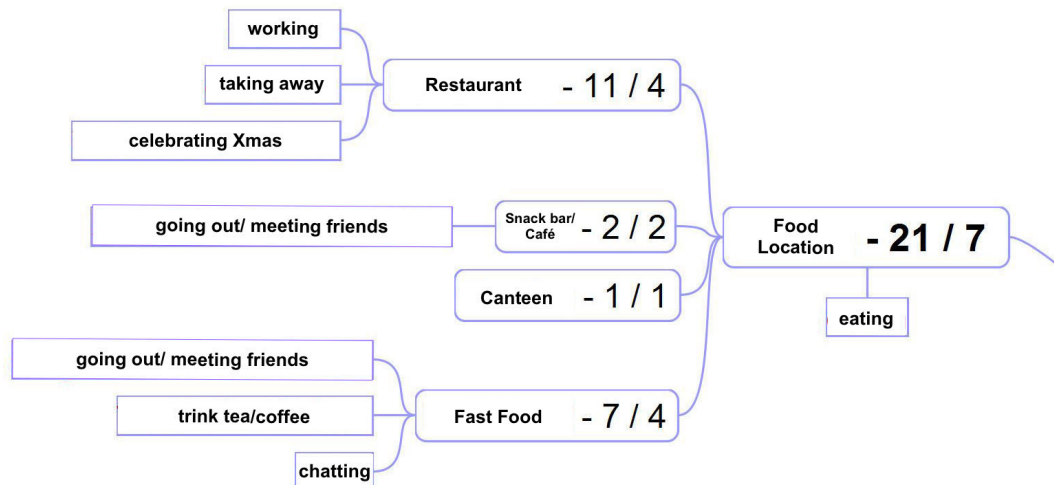 working
taking away
celebrating Xmas
Restaurant - 11 / 4
going out/ meeting friends
Snack bar/
Café - 2 / 2
Canteen - 1 / 1
Food
Location - 21 / 7
eating
going out/ meeting friends
trink tea/coffee
chatting
Fast Food - 7 / 4